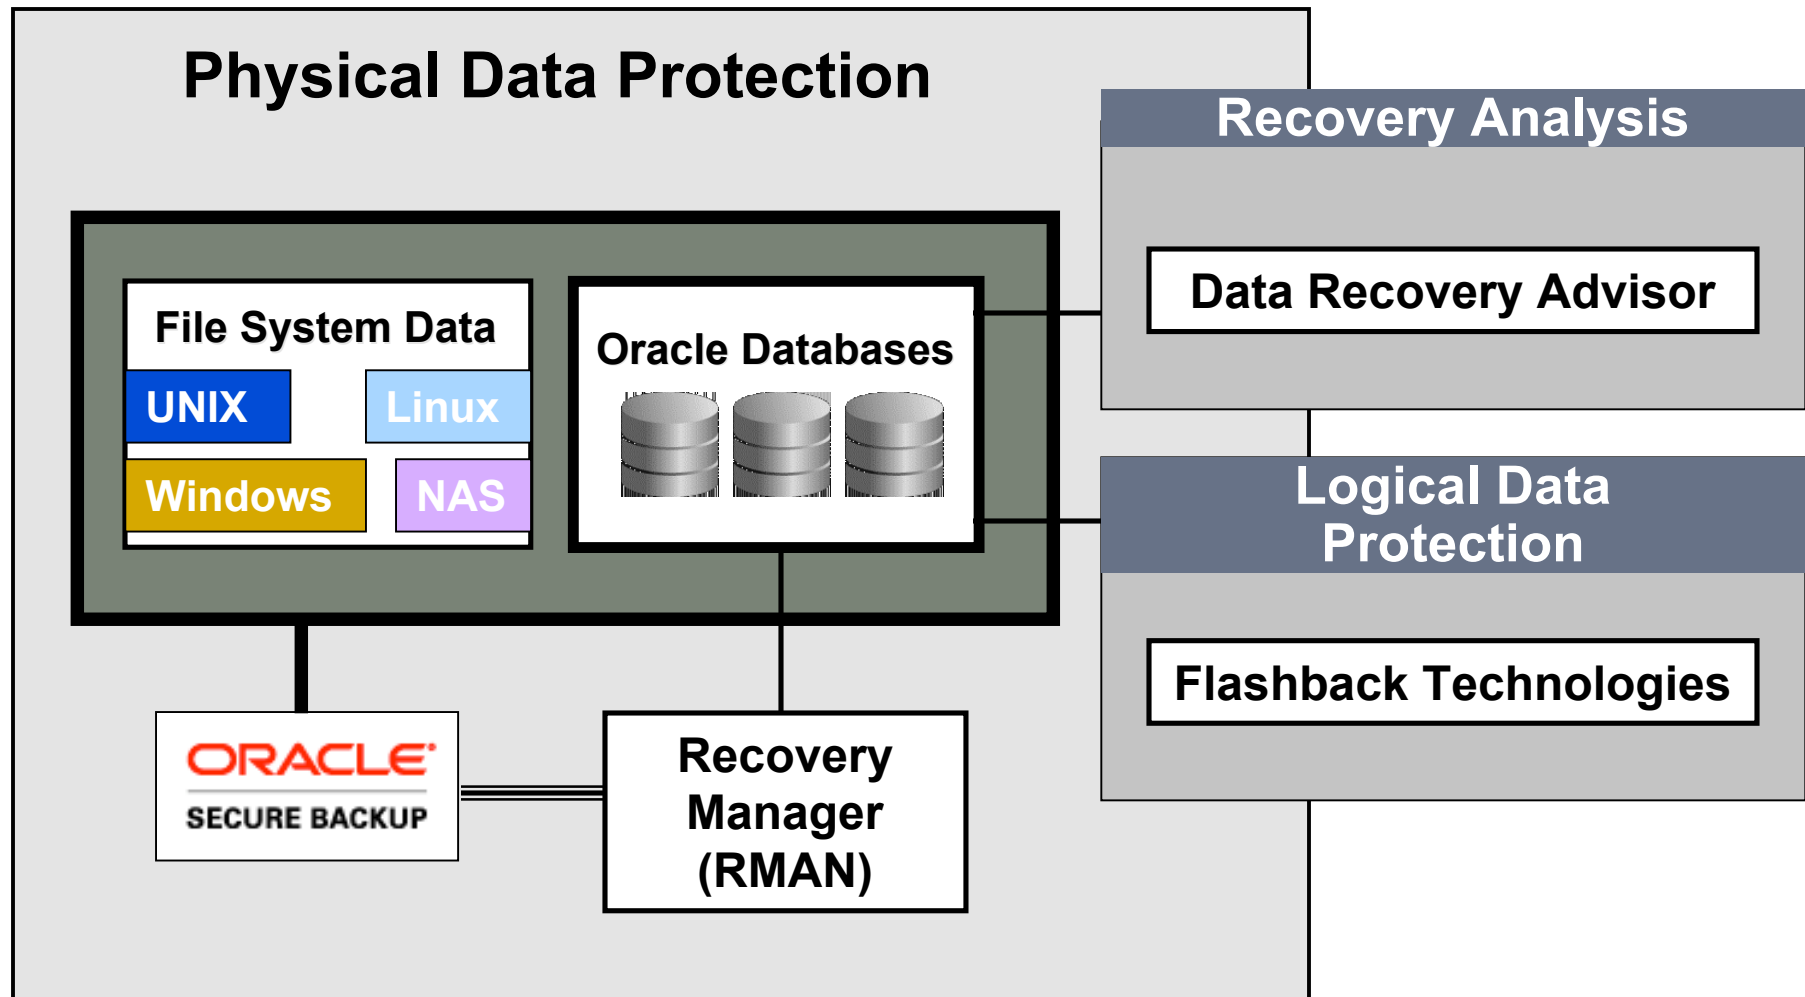 Physical Data Protection
Recovery Analysis
Data Recovery Advisor
File System Data
UNIX
Linux
Windows
NAS
Oracle Databases
Logical Data
Protection
Flashback Technologies
ORACLE
SECURE BACKUP
Recovery
Manager
(RMAN)